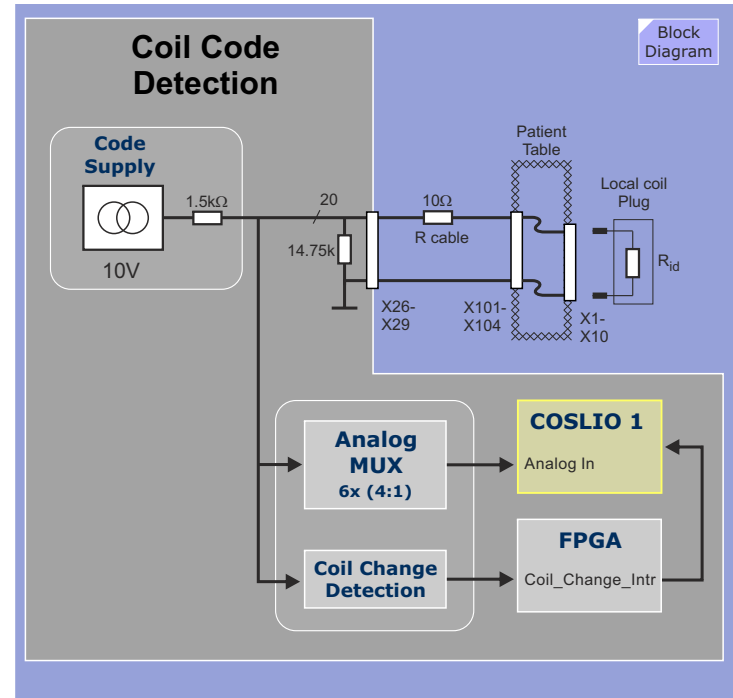 Coil Code
Detection
Block
Diagram
Code
Supply
1.5kΩ
10V
20
14.75k
10Ω
R cable
Patient
Table
Local coil
Plug
Rid
X26-
X29
X101-
X104
X1-
X10
Analog
MUX
6x (4:1)
COSLIO 1
Analog In
Coil Change
Detection
FPGA
Coil_Change_Intr